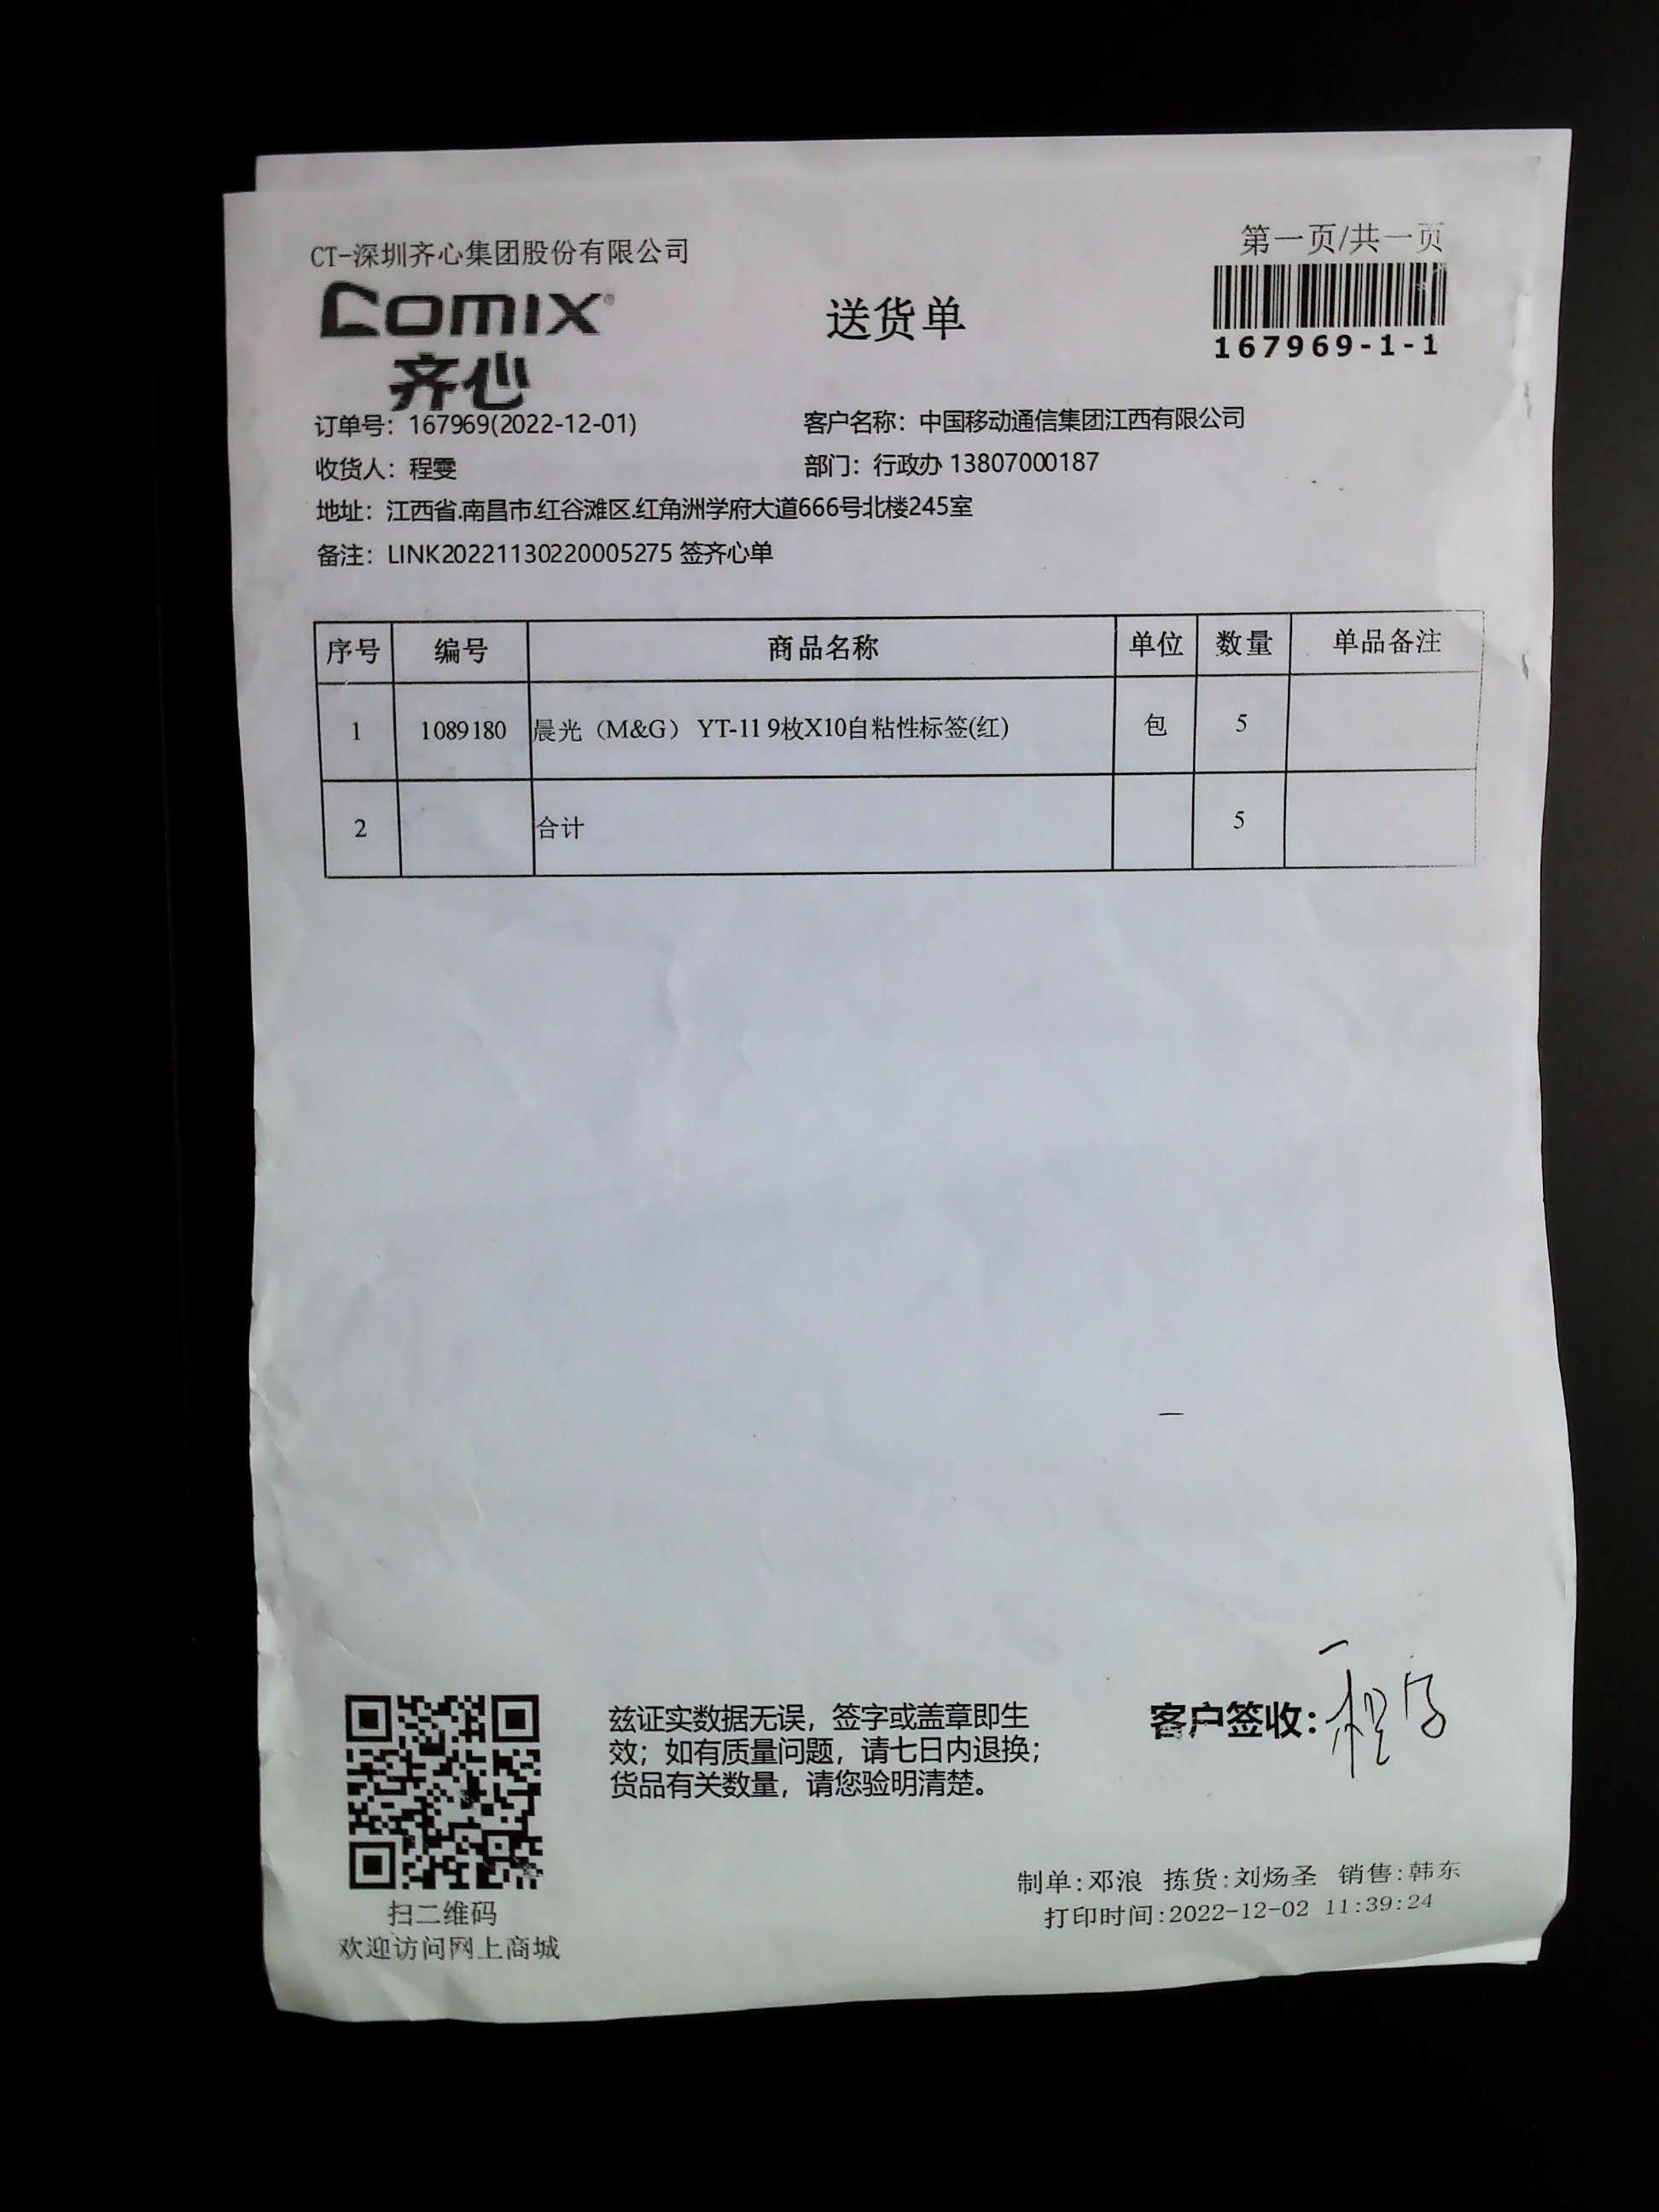 第一页/共一页
CT-深圳齐心集团股份有限公司
COMIX®
齐心
送货单
167969-1-1
订单号：167969(2022-12-01) 客户名称：中国移动通信集团江西有限公司
收货人：程雯 部门：行政办 13807000187
地址：江西省.南昌市.红谷滩区.红角洲学府大道666号北楼245室
备注：LINK20221130220005275 签齐心单
序号 编号 商品名称 单位 数量 单品备注
1 1089180 晨光（M&G） YT-11 9枚X10自粘性标签(红) 包 5
2 合计 5
兹证实数据无误，签字或盖章即生
效；如有质量问题，请七日内退换；
货品有关数量，请您验明清楚。
客户签收：程
制单:邓浪 拣货:刘炀圣 销售:韩东
打印时间:2022-12-02 11:39:24
扫二维码
欢迎访问网上商城